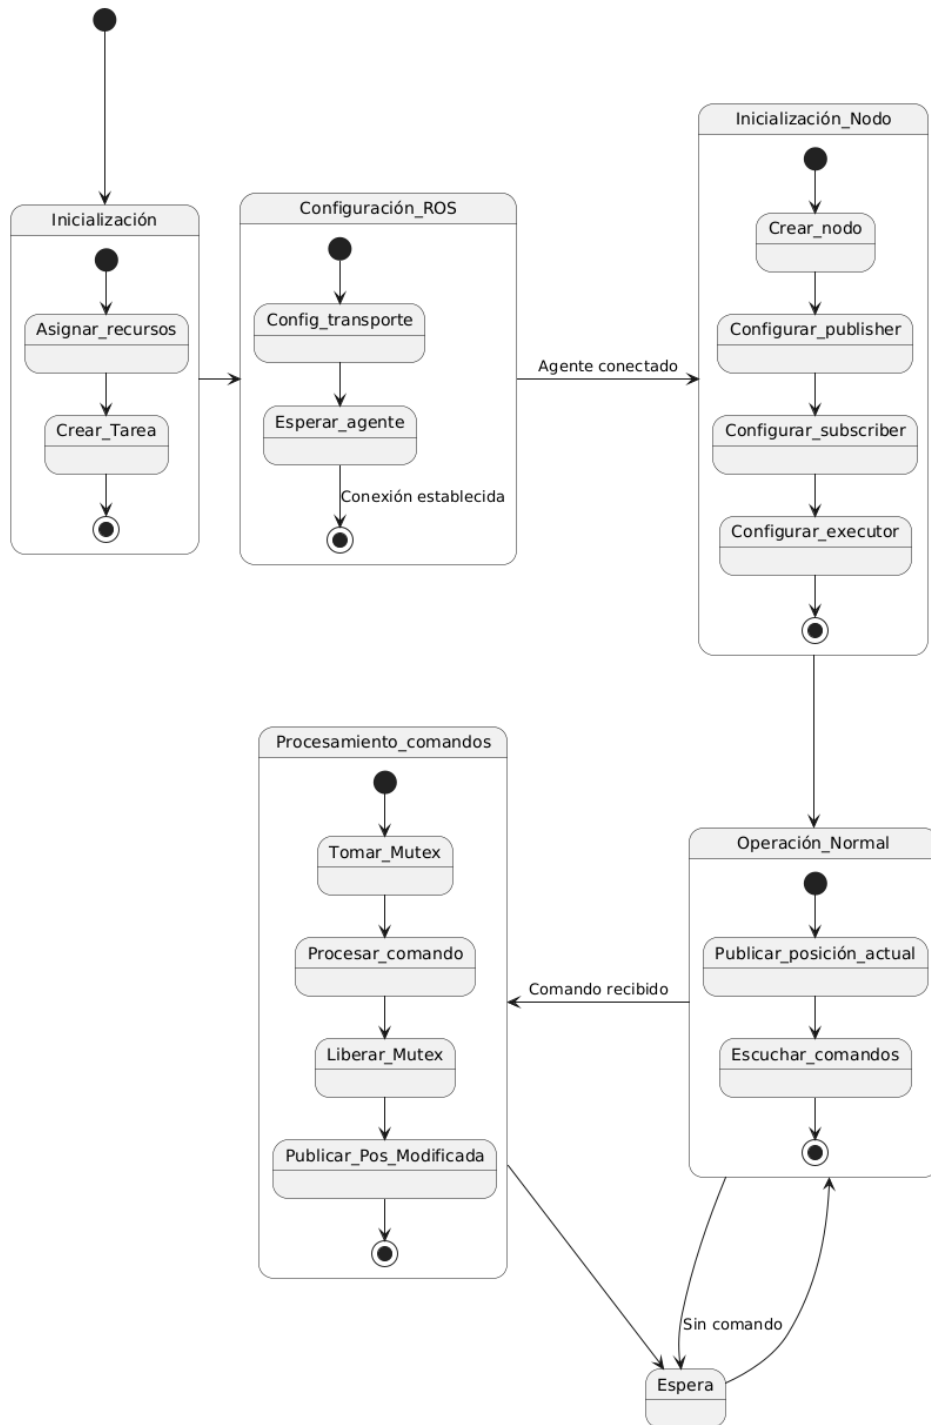 Inicialización
Asignar_recursos
Crear_Tarea
Configuración_ROS
Config_transporte
Esperar_agente
Conexión establecida
Agente conectado
Inicialización_Nodo
Crear_nodo
Configurar_publisher
Configurar_subscriber
Configurar_executor
Procesamiento_comandos
Tomar_Mutex
Procesar_comando
Liberar_Mutex
Publicar_Pos_Modificada
Comando recibido
Operación_Normal
Publicar_posición_actual
Escuchar_comandos
Sin comando
Espera